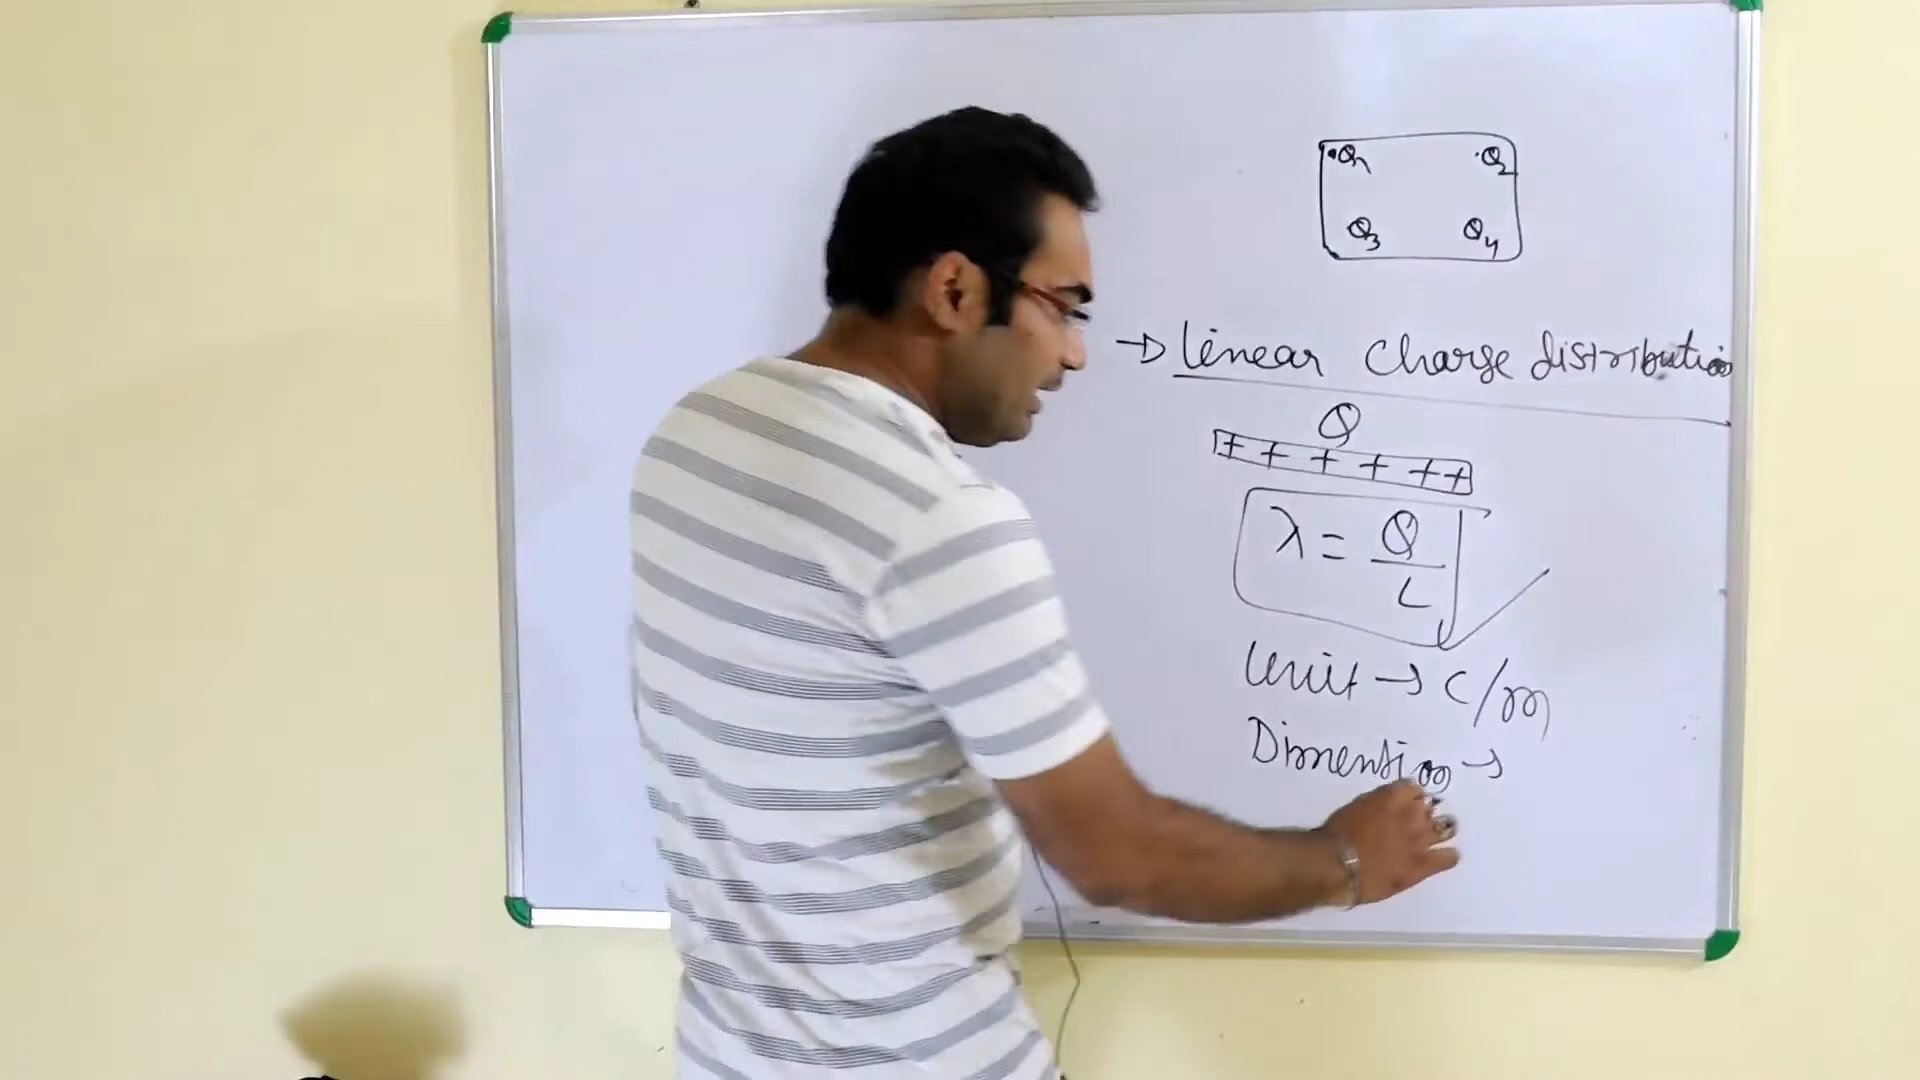 Q1 Q2
Q3 Q4
→ Linear Charge distribution
Q
+ + + + + +
λ = Q/L
Unit → C/m
Dimension →